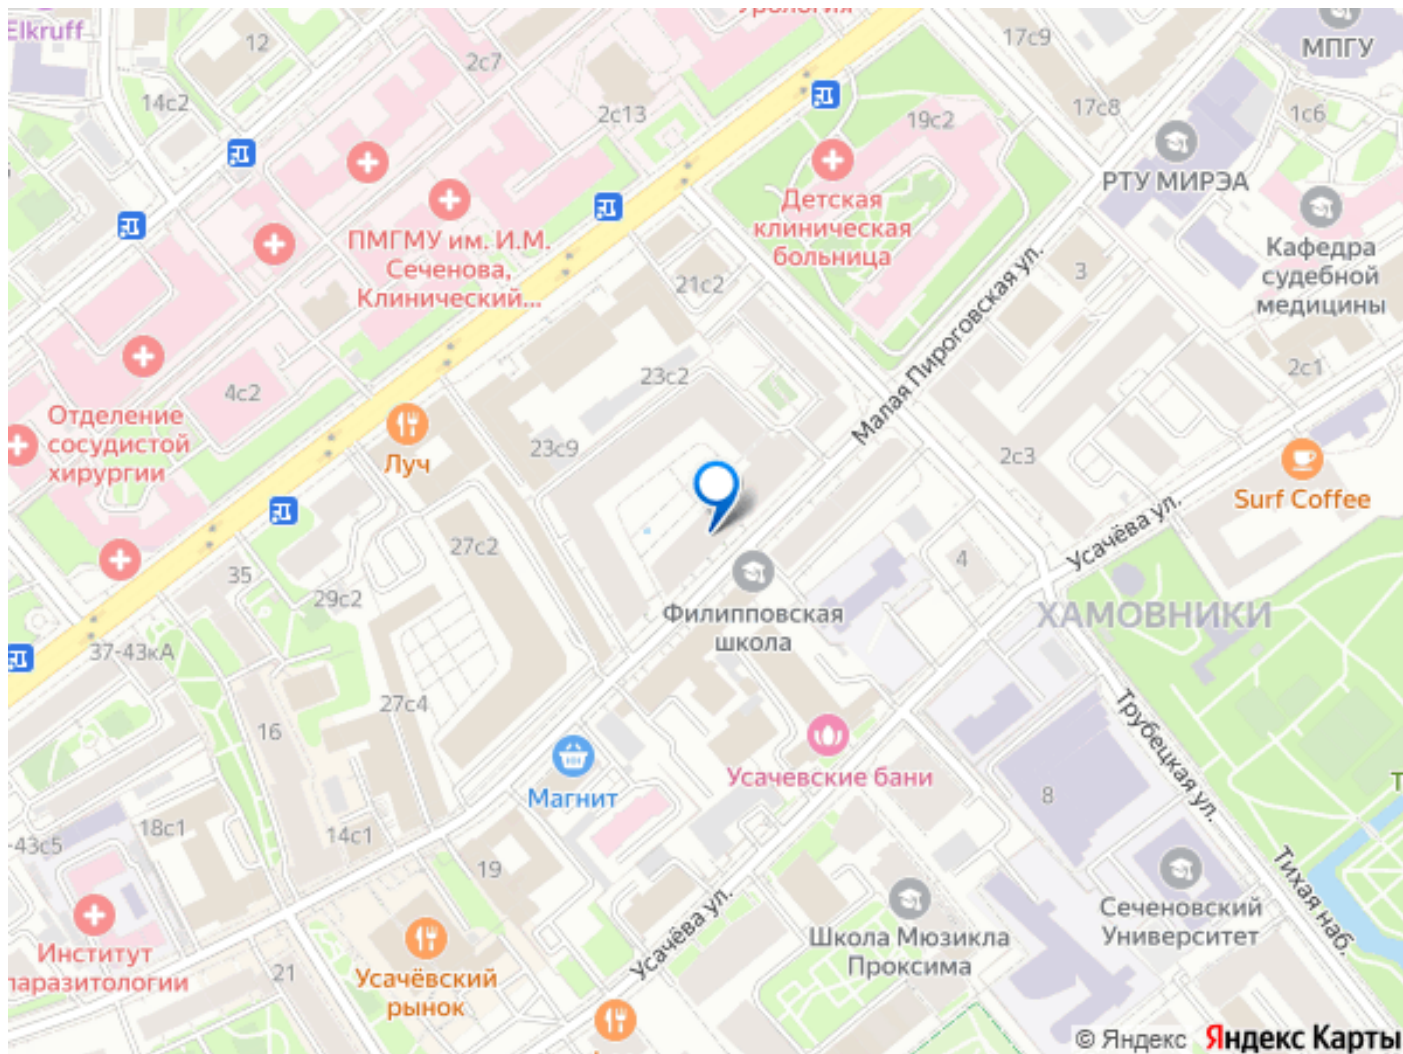 Elkruff
12
2с7
Урология
17с9
МПГУ
14с2
2с13
19с2
17с8
1с6
РТУ МИРЭА
Детская
клиническая
больница
ПМГМУ им. И.М.
Сеченова,
Клинический...
Кафедра
судебной
медицины
21с2
3
Малая Пироговская ул.
23с2
2с1
4с2
Отделение
сосудистой
хирургии
Луч
23с9
2с3
Surf Coffee
Усачёва ул.
27с2
4
35
29с2
Филипповская
школа
ХАМОВНИКИ
37-43кА
27с4
16
Трубецкая ул.
Усачевские бани
Магнит
8
18с1
14с1
-43с5
19
Тихая наб.
Сеченовский
Университет
Усачёва ул.
Школа Мюзикла
Проксима
Институт
паразитологии
21
Усачёвский
рынок
© Яндекс Яндекс Карты